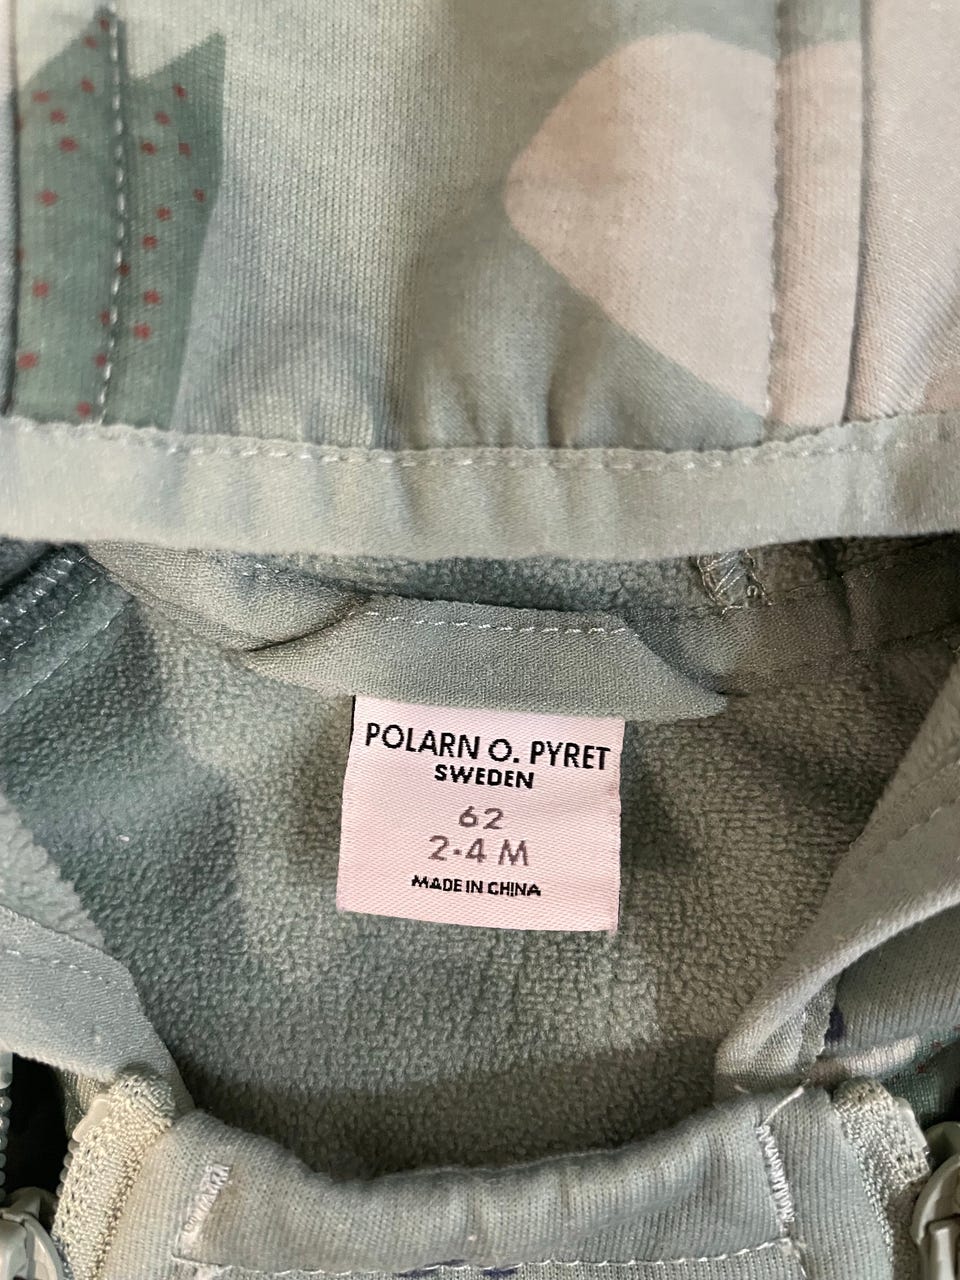 POLARN O. PYRET
SWEDEN
62
2-4 M
MADE IN CHINA